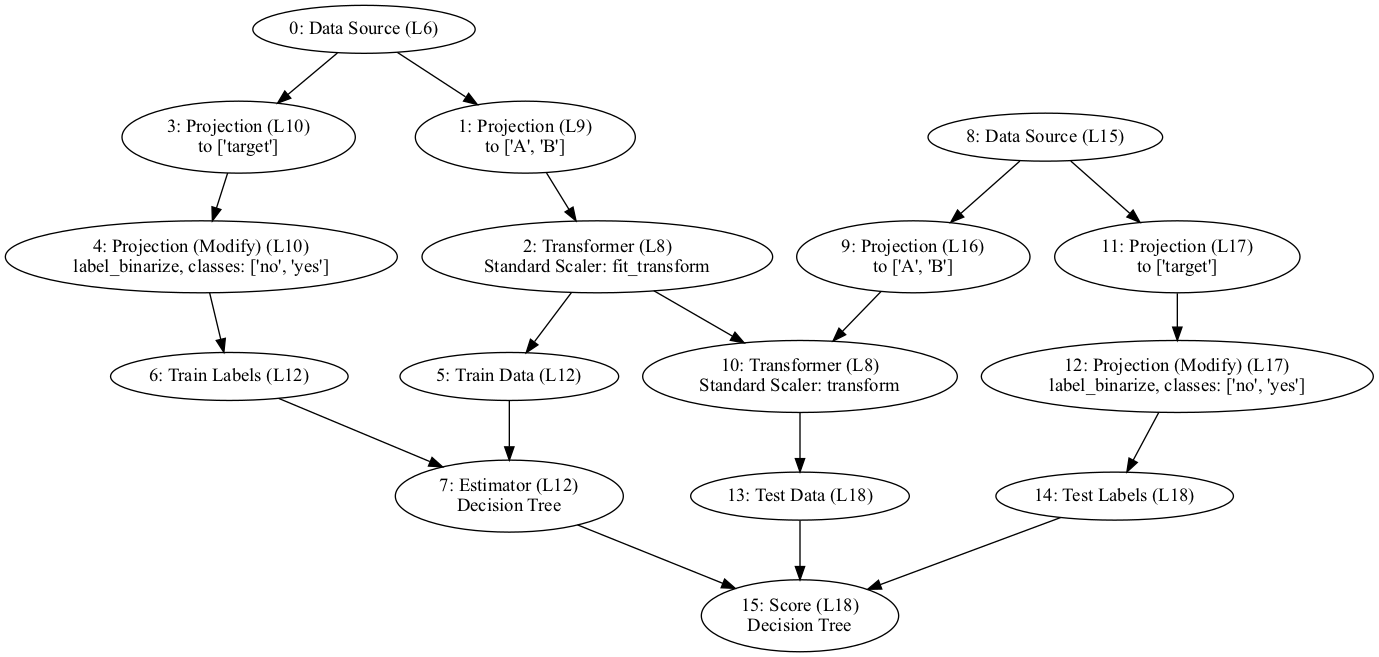 0: Data Source (L6)
3: Projection (L10)
to ['target']
1: Projection (L9)
to ['A', 'B']
8: Data Source (L15)
4: Projection (Modify) (L10)
label_binarize, classes: ['no', 'yes']
2: Transformer (L8)
Standard Scaler: fit_transform
9: Projection (L16)
to ['A', 'B']
11: Projection (L17)
to ['target']
6: Train Labels (L12)
5: Train Data (L12)
10: Transformer (L8)
Standard Scaler: transform
12: Projection (Modify) (L17)
label_binarize, classes: ['no', 'yes']
7: Estimator (L12)
Decision Tree
13: Test Data (L18)
14: Test Labels (L18)
15: Score (L18)
Decision Tree